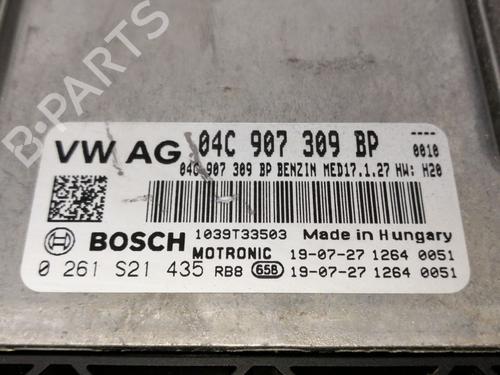 B-PARTS
VW AG 04C 907 309 BP ----
0010
04C 907 309 BP BENZIN MED17.1.27 HW: H20
BOSCH 1039T33503 Made in Hungary
MOTRONIC 19-07-27 1264 0051
0 261 S21 435 RB8 658 19-07-27 1264 0051